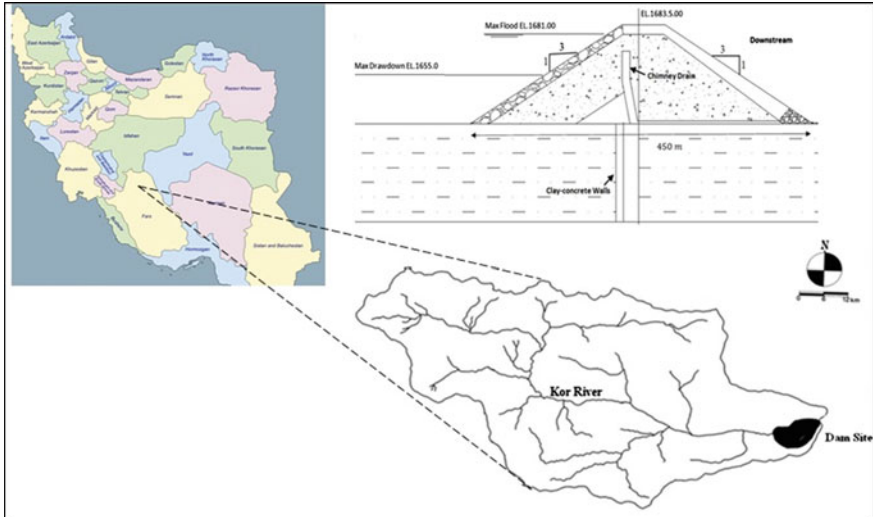 Ardabil
East Azarbaijan
West Azarbaijan
Gilan
Zanjan
Mazandaran
Golestan
North Khorasan
Razavi Khorasan
Kurdistan
Qazvin
Tehran
Semnan
Kermanshah
Qom
Ilam
Lorestan
Isfahan
Yazd
South Khorasan
Khuzestan
Fars
Bushehr
Hormozgan
Sistan and Baluchestan
EL.1683.5.00
Max Flood EL.1681.00
3
1
3
1
Downstream
Max Drawdown EL.1655.0
Chimney Drain
450 m
Clay-concrete Walls
N
0 6 12 km
Kor River
Dam Site